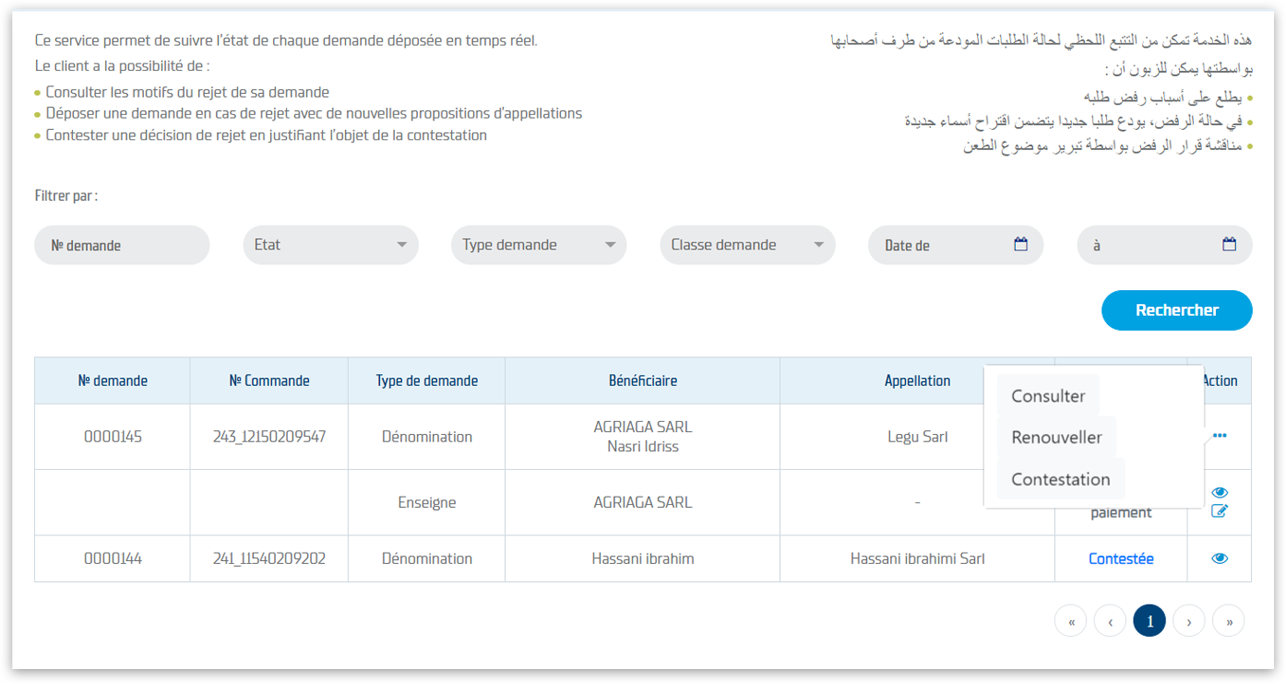 Ce service permet de suivre l'état de chaque demande déposée en temps réel.
Le client a la possibilité de :
• Consulter les motifs du rejet de sa demande
• Déposer une demande en cas de rejet avec de nouvelles propositions d'appellations
• Contester une décision de rejet en justifiant l'objet de la contestation
هذه الخدمة تمكن من التتبع اللحظي لحالة الطلبات المودعة من طرف أصحابها
بواسطتها يمكن للزبون أن :
• يطلع على أسباب رفض طلبه
• في حالة الرفض، يودع طلبا جديدا يتضمن اقتراح أسماء جديدة
• مناقشة قرار الرفض بواسطة تبرير موضوع الطعن
Filtrer par :
№ demande Etat Type demande Classe demande Date de à
Rechercher
№ demande № Commande Type de demande Bénéficiaire Appellation Action
0000145 243_12150209547 Dénomination AGRIAGA SARL Legu Sarl
Nasri Idriss
Consulter
Renouveller
Contestation
Enseigne AGRIAGA SARL -
paiement
0000144 241_11540209202 Dénomination Hassani ibrahim Hassani ibrahimi Sarl Contestée
« ‹ 1 › »